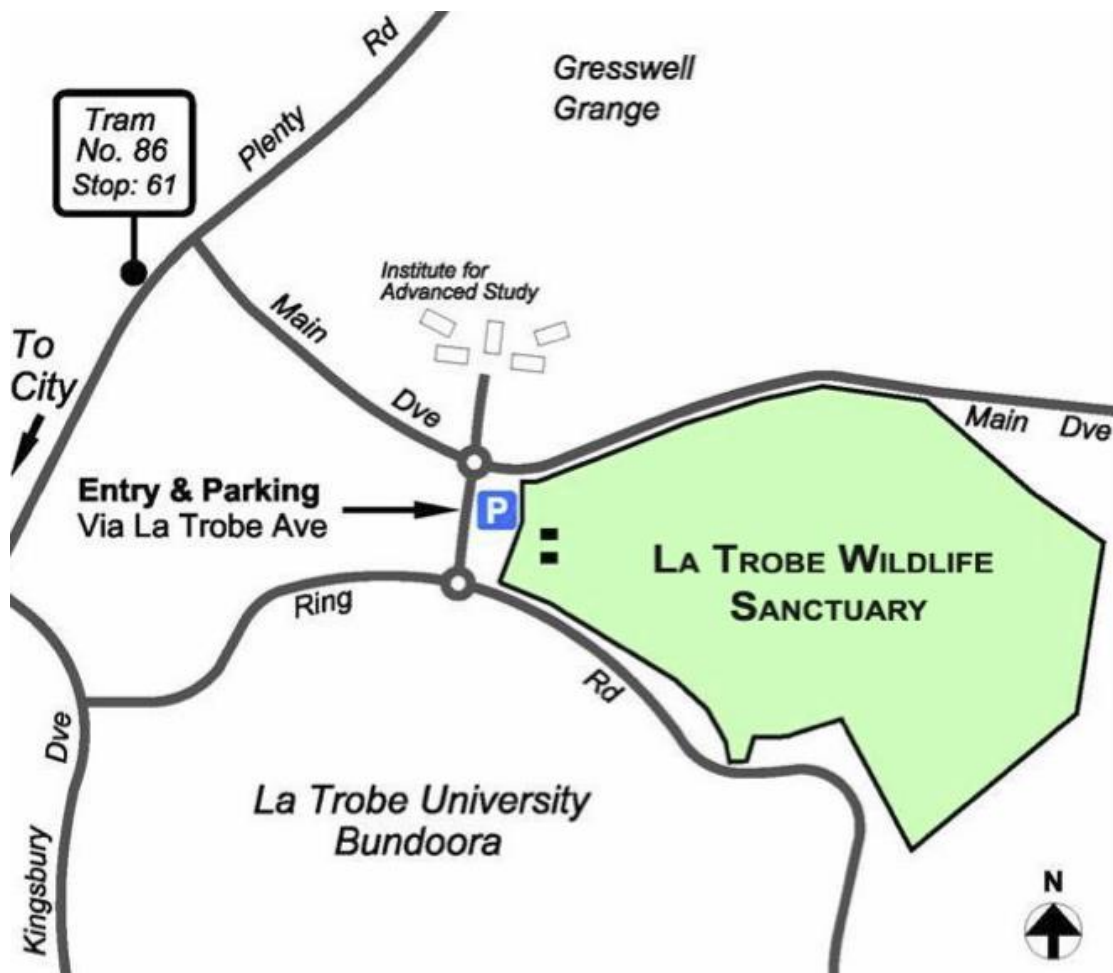 Plenty Rd
Gresswell
Grange
Tram
No. 86
Stop: 61
Institute for
Advanced Study
To
City
Main Dve
Main Dve
Entry & Parking
Via La Trobe Ave
P
LA TROBE WILDLIFE
SANCTUARY
Ring Rd
Kingsbury Dve
La Trobe University
Bundoora
N